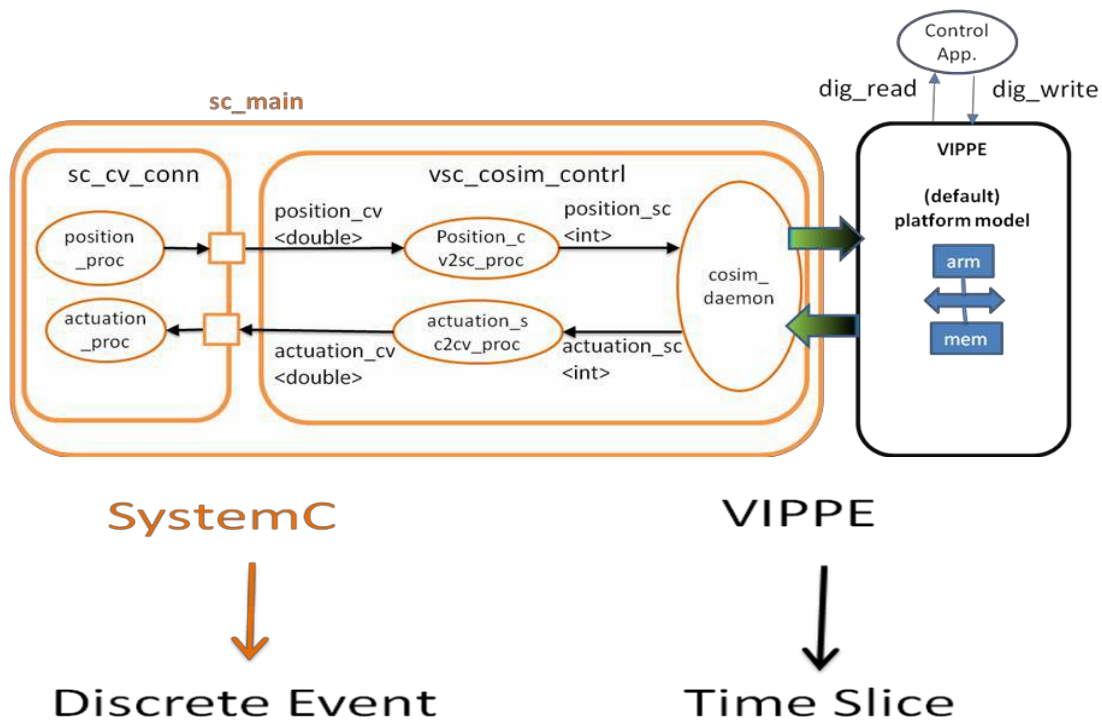 Control
App.
dig_read
dig_write
sc_main
VIPPE
sc_cv_conn
vsc_cosim_contrl
(default)
platform model
position_cv
<double>
position_sc
<int>
position
_proc
Position_c
v2sc_proc
arm
cosim_
daemon
actuation
_proc
actuation_s
c2cv_proc
mem
actuation_cv
<double>
actuation_sc
<int>
SystemC
VIPPE
Discrete Event
Time Slice